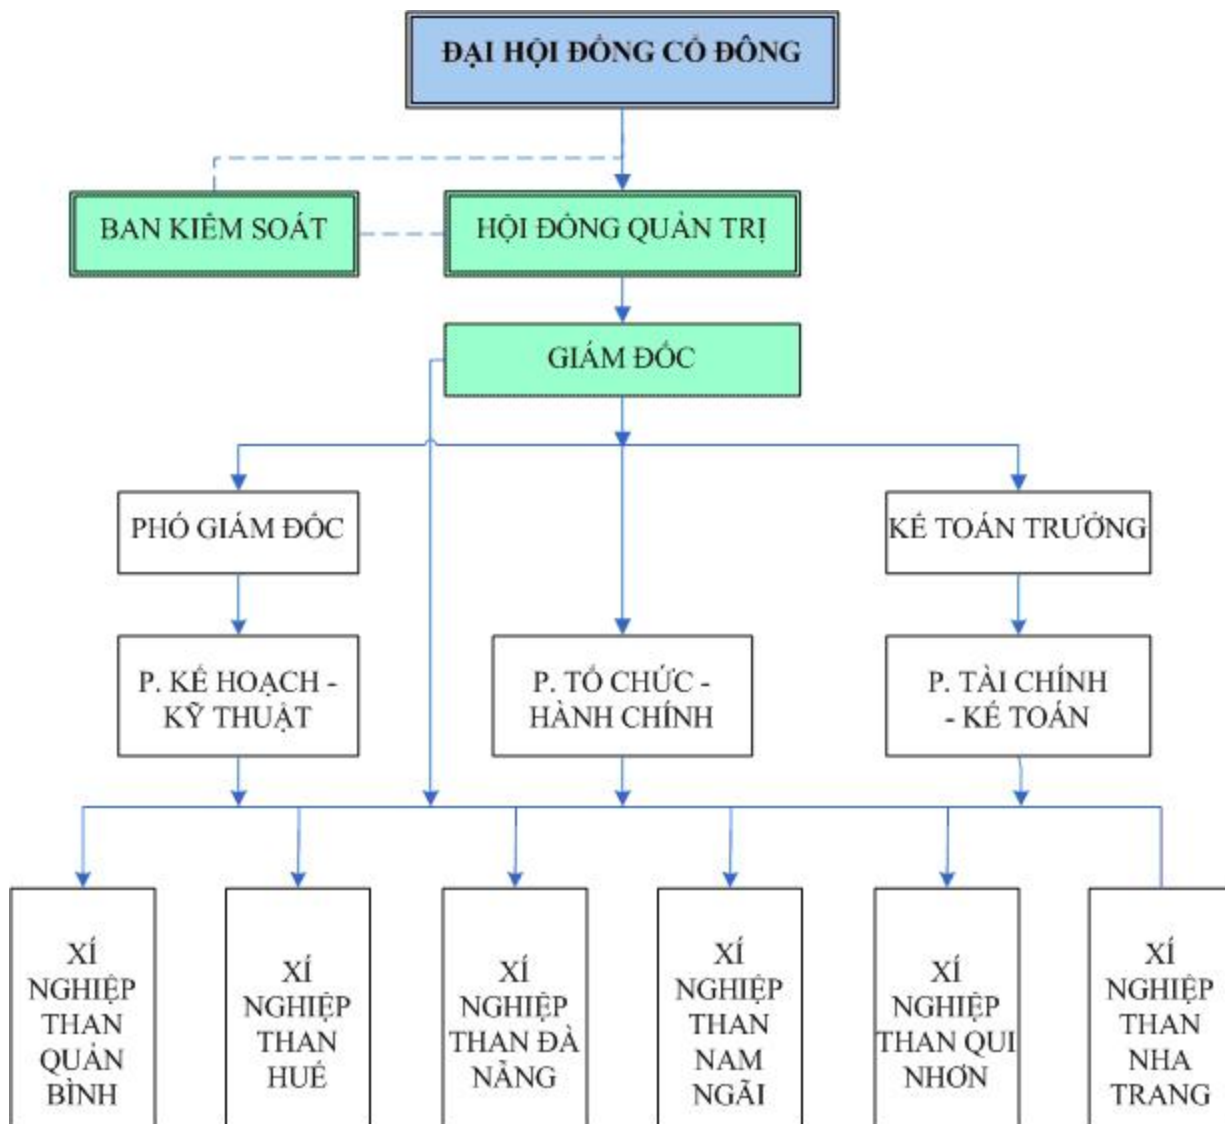 ĐẠI HỘI ĐỒNG CỔ ĐÔNG
BAN KIỂM SOÁT
HỘI ĐỒNG QUẢN TRỊ
GIÁM ĐỐC
PHÓ GIÁM ĐỐC
KẾ TOÁN TRƯỞNG
P. KẾ HOẠCH -
KỸ THUẬT
P. TỔ CHỨC -
HÀNH CHÍNH
P. TÀI CHÍNH
- KẾ TOÁN
XÍ
NGHIỆP
THAN
QUẢN
BÌNH
XÍ
NGHIỆP
THAN
HUẾ
XÍ
NGHIỆP
THAN ĐÀ
NẴNG
XÍ
NGHIỆP
THAN
NAM
NGÃI
XÍ
NGHIỆP
THAN QUI
NHƠN
XÍ
NGHIỆP
THAN
NHA
TRANG